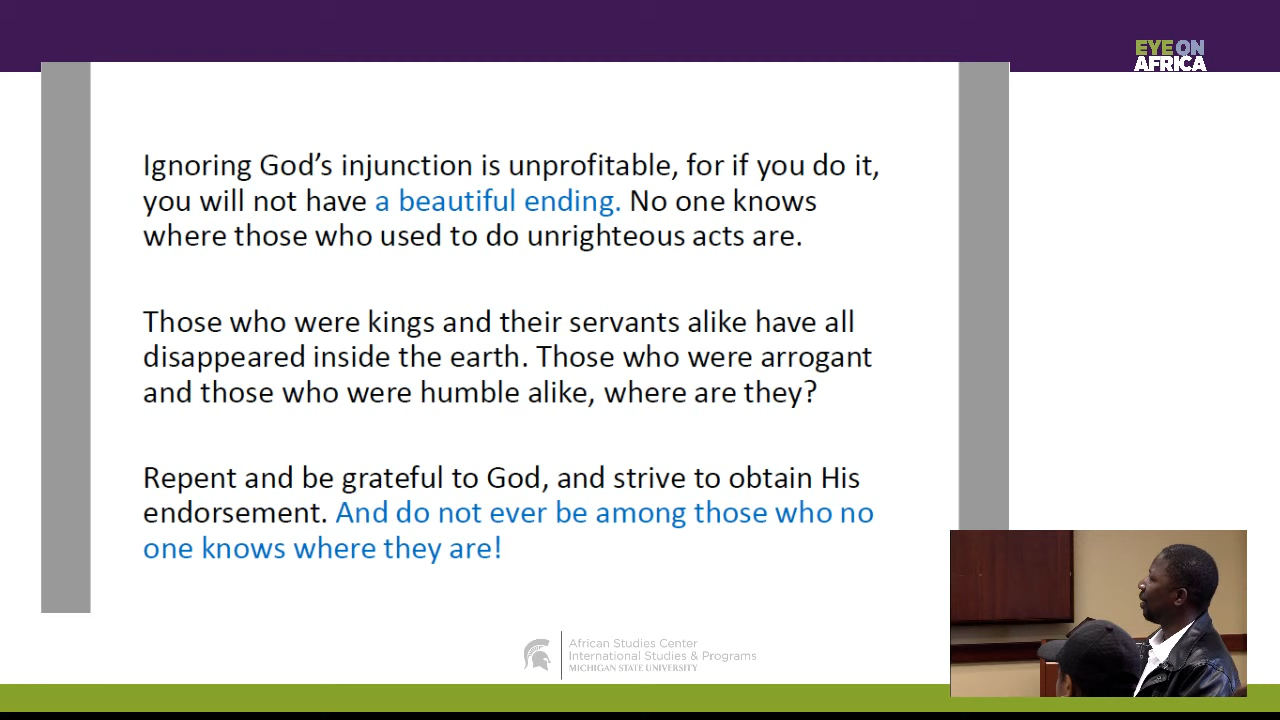 EYE ON
AFRICA
Ignoring God’s injunction is unprofitable, for if you do it,
you will not have a beautiful ending. No one knows
where those who used to do unrighteous acts are.
Those who were kings and their servants alike have all
disappeared inside the earth. Those who were arrogant
and those who were humble alike, where are they?
Repent and be grateful to God, and strive to obtain His
endorsement. And do not ever be among those who no
one knows where they are!
African Studies Center
International Studies & Programs
MICHIGAN STATE UNIVERSITY